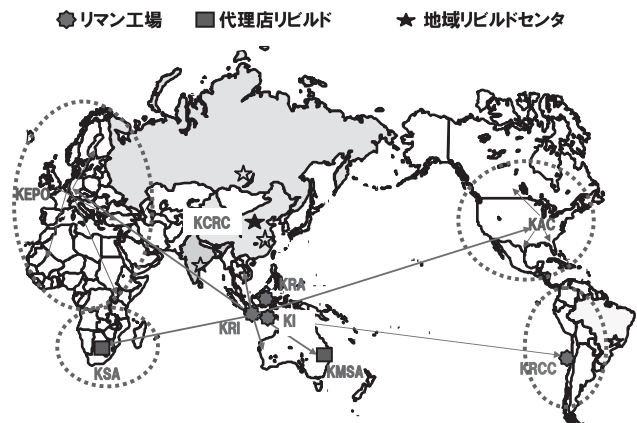 リマン工場 代理店リビルド 地域リビルドセンタ
KEPO
KCRC
KAC
KRA
KRI
KI
KSA
KMSA
KRCC